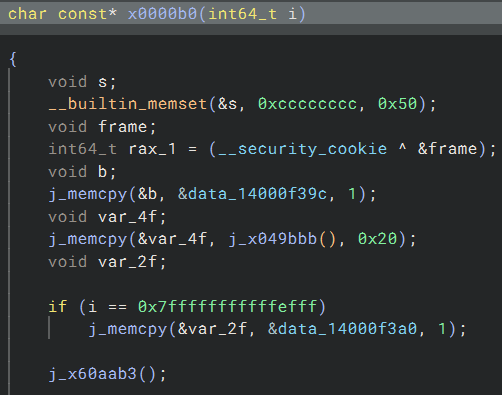 char const* x0000b0(int64_t i)
{
void s;
__builtin_memset(&s, 0xcccccccc, 0x50);
void frame;
int64_t rax_1 = (__security_cookie ^ &frame);
void b;
j_memcpy(&b, &data_14000f39c, 1);
void var_4f;
j_memcpy(&var_4f, j_x049bbb(), 0x20);
void var_2f;
if (i == 0x7fffffffffffefff)
j_memcpy(&var_2f, &data_14000f3a0, 1);
j_x60aab3();